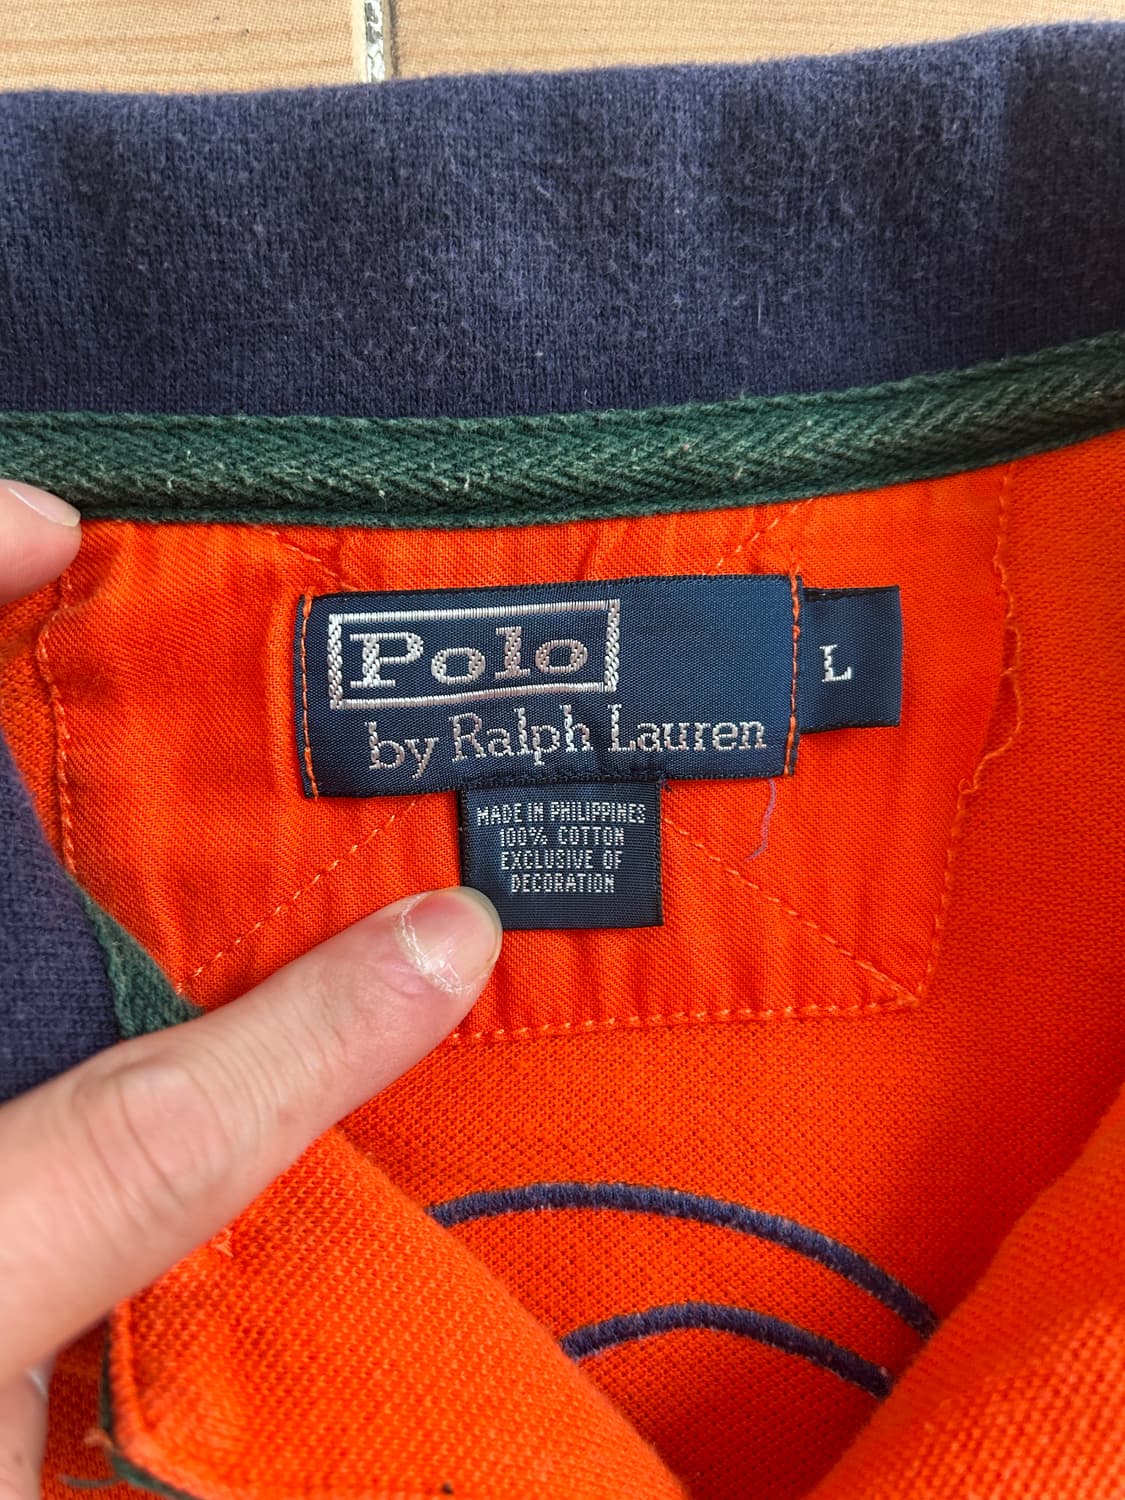 Polo
by Ralph Lauren
L
MADE IN PHILIPPINES
100% COTTON
EXCLUSIVE OF
DECORATION